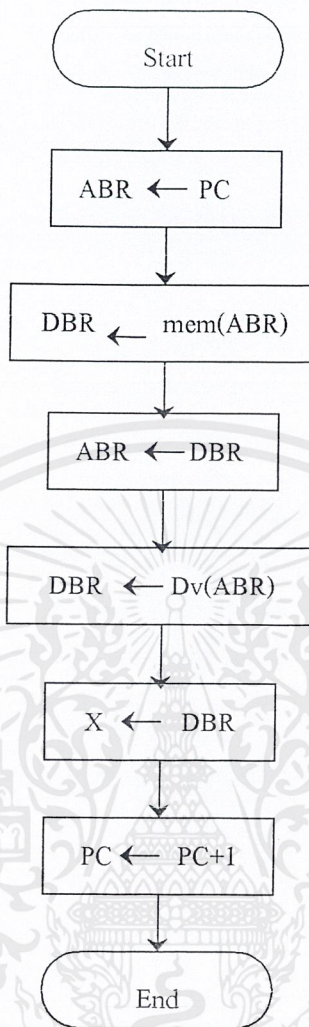 Start
ABR ← PC
DBR ← mem(ABR)
ABR ← DBR
DBR ← Dv(ABR)
X ← DBR
PC ← PC+1
End